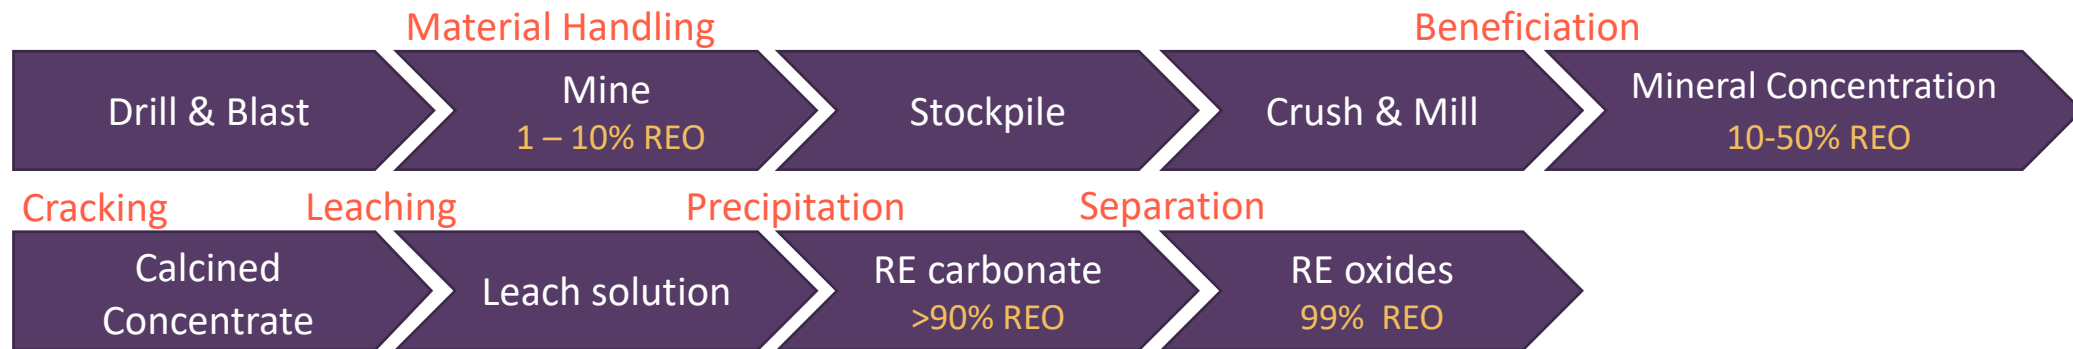 Material Handling
Beneficiation
Drill & Blast
Mine
1 – 10% REO
Stockpile
Crush & Mill
Mineral Concentration
10-50% REO
Cracking
Leaching
Precipitation
Separation
Calcined
Concentrate
Leach solution
RE carbonate
>90% REO
RE oxides
99% REO